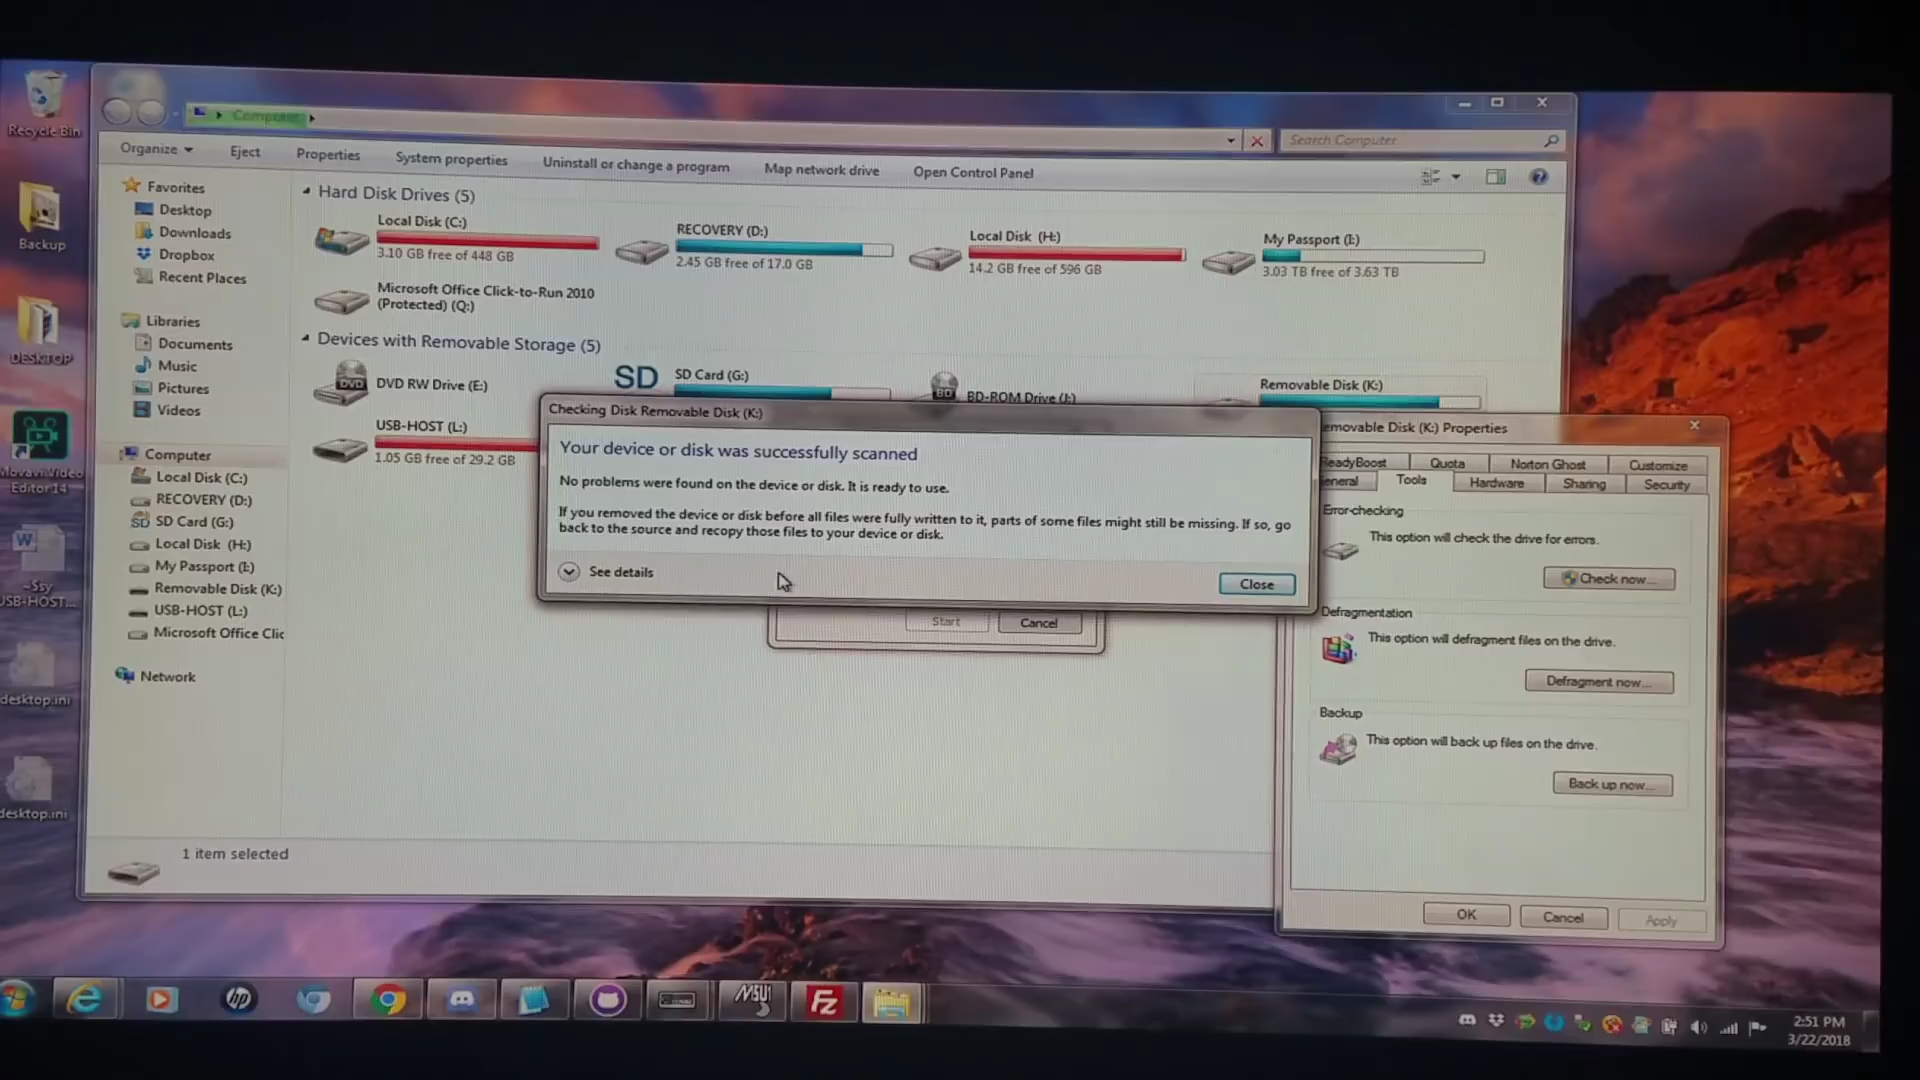 Recycle Bin
Backup
DESKTOP
Movavi Video
Editor 14
~$sy
USB-HOST...
desktop.ini
desktop.ini
Computer
Search Computer
Organize
Eject
Properties
System properties
Uninstall or change a program
Map network drive
Open Control Panel
Favorites
Desktop
Downloads
Dropbox
Recent Places
Libraries
Documents
Music
Pictures
Videos
Computer
Local Disk (C:)
RECOVERY (D:)
SD Card (G:)
Local Disk (H:)
My Passport (I:)
Removable Disk (K:)
USB-HOST (L:)
Microsoft Office Clic
Network
Hard Disk Drives (5)
Local Disk (C:)
3.10 GB free of 448 GB
RECOVERY (D:)
2.45 GB free of 17.0 GB
Local Disk (H:)
14.2 GB free of 596 GB
My Passport (I:)
3.03 TB free of 3.63 TB
Microsoft Office Click-to-Run 2010
(Protected) (Q:)
Devices with Removable Storage (5)
DVD RW Drive (E:)
SD Card (G:)
BD-ROM Drive (J:)
Removable Disk (K:)
USB-HOST (L:)
1.05 GB free of 29.2 GB
Checking Disk Removable Disk (K:)
Your device or disk was successfully scanned
No problems were found on the device or disk. It is ready to use.
If you removed the device or disk before all files were fully written to it, parts of some files might still be missing. If so, go
back to the source and recopy those files to your device or disk.
See details
Close
Start
Cancel
emovable Disk (K:) Properties
ReadyBoost
Quota
Norton Ghost
Customize
eneral
Tools
Hardware
Sharing
Security
Error-checking
This option will check the drive for errors.
Check now...
Defragmentation
This option will defragment files on the drive.
Defragment now...
Backup
This option will back up files on the drive.
Back up now...
OK
Cancel
Apply
1 item selected
2:51 PM
3/22/2018